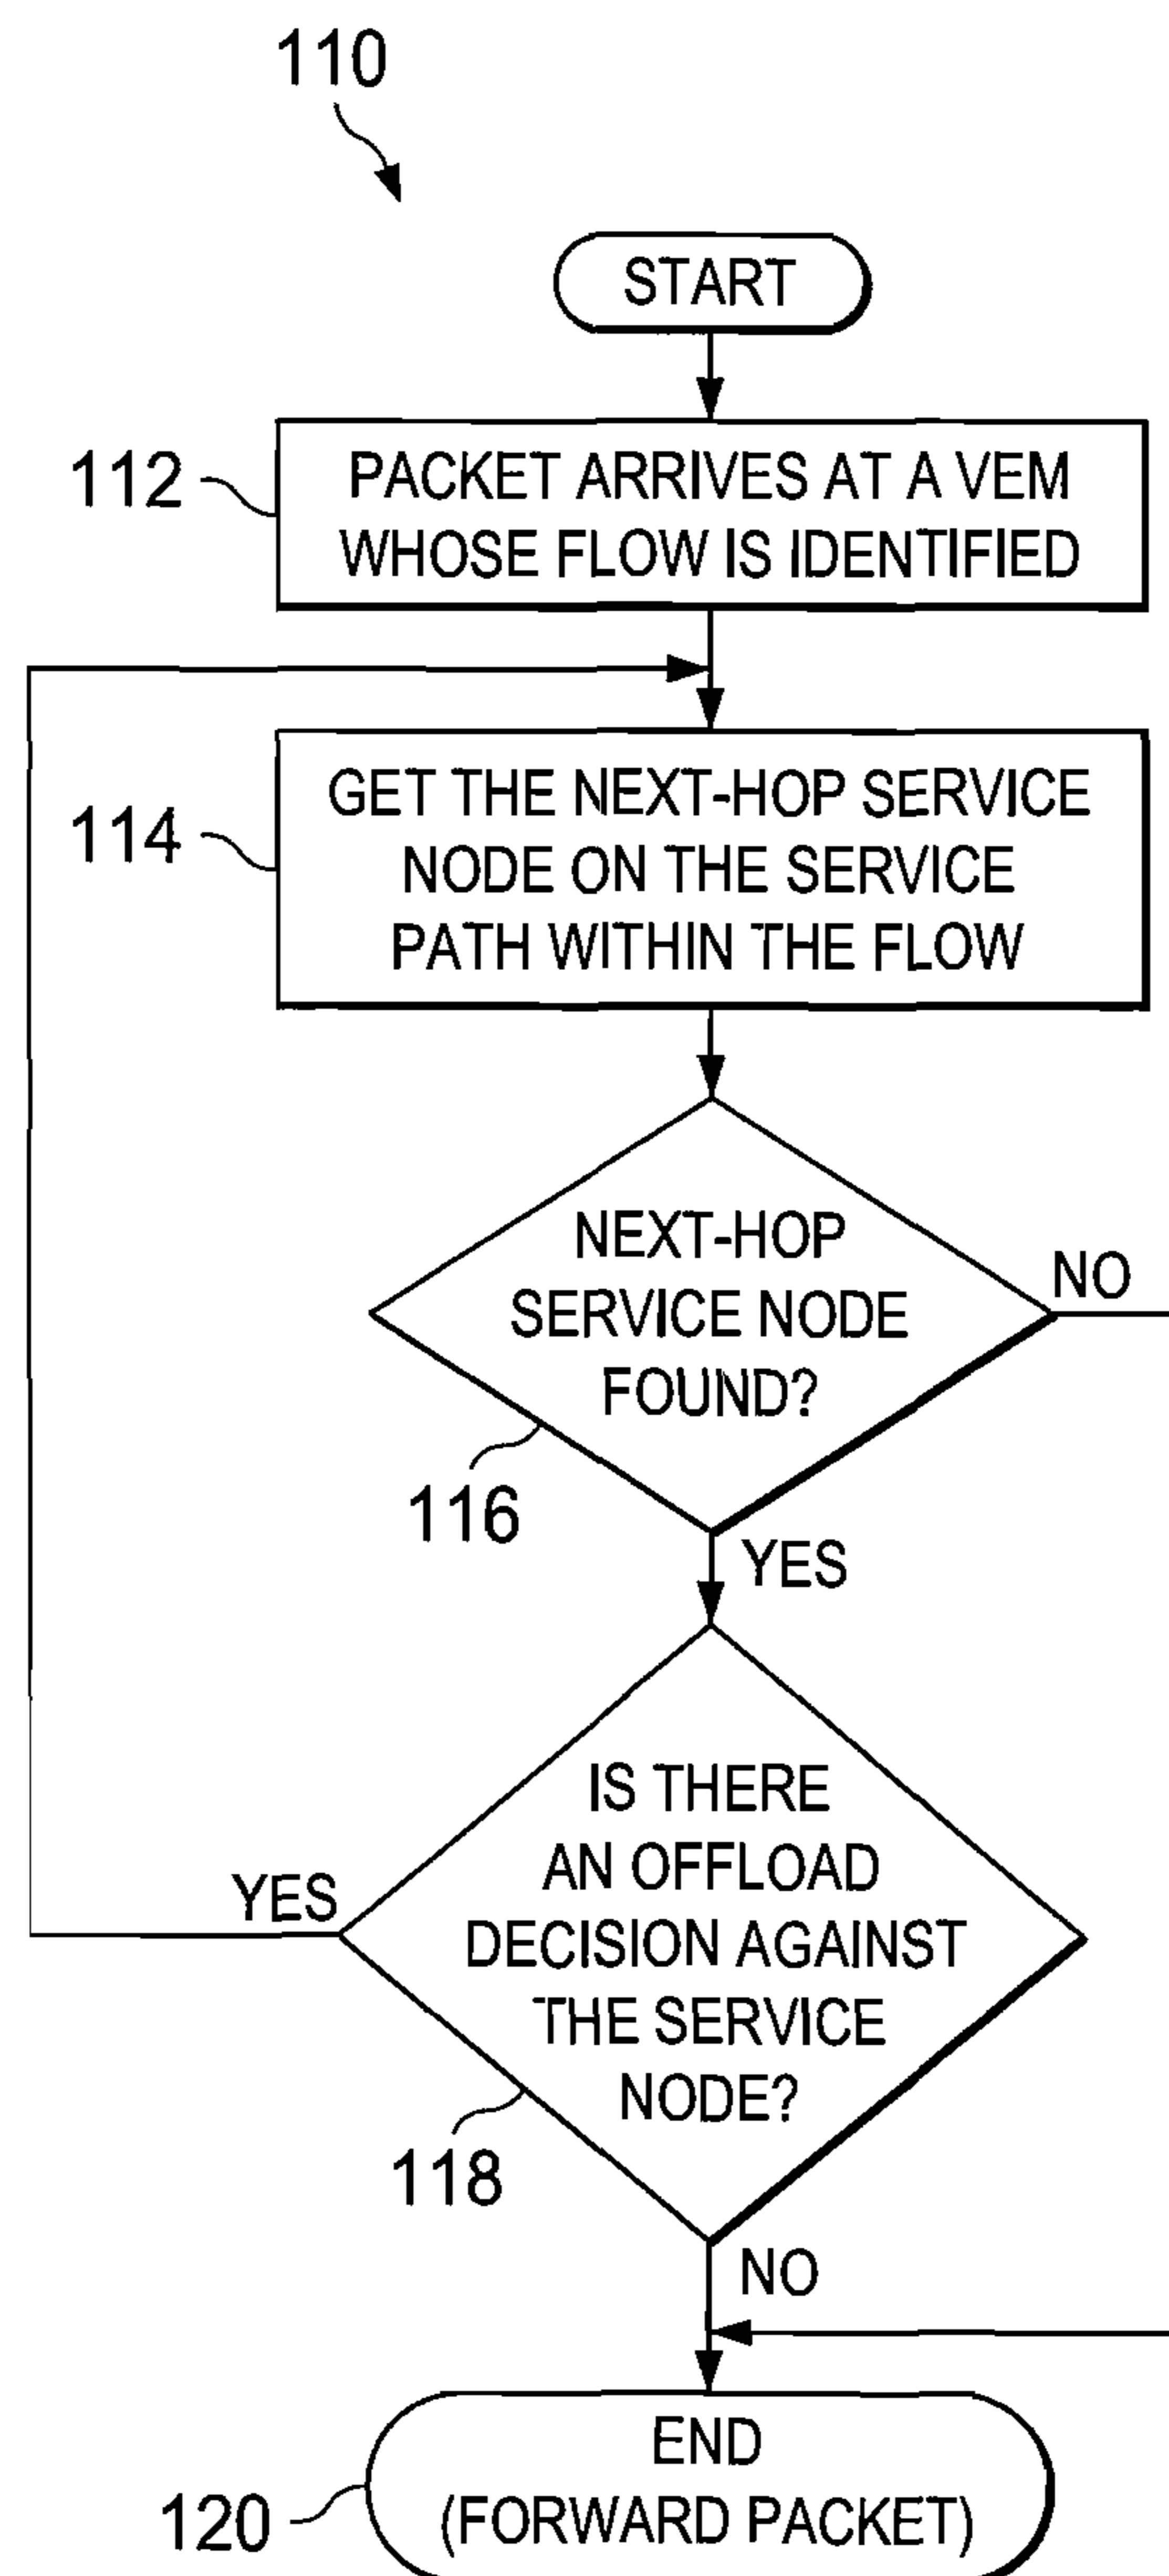 110
START
112
PACKET ARRIVES AT A VEM
WHOSE FLOW IS IDENTIFIED
114
GET THE NEXT-HOP SERVICE
NODE ON THE SERVICE
PATH WITHIN THE FLOW
NEXT-HOP
SERVICE NODE
FOUND?
NO
116
YES
IS THERE
AN OFFLOAD
DECISION AGAINST
THE SERVICE
NODE?
YES
118
NO
END
(FORWARD PACKET)
120